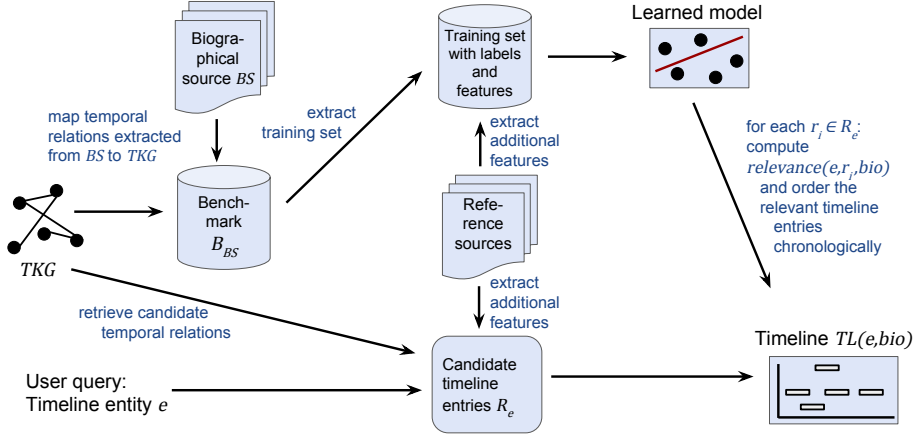 Biogra-
phical
source BS
Training set
with labels
and
features
Learned model
map temporal
relations extracted
from BS to TKG
extract
training set
extract
additional
features
for each r_i ∈ R_e:
compute
relevance(e,r_i,bio)
and order the
relevant timeline
entries
chronologically
Bench-
mark
B_BS
Refe-
rence
sources
TKG
retrieve candidate
temporal relations
extract
additional
features
User query:
Timeline entity e
Candidate
timeline
entries R_e
Timeline TL(e,bio)